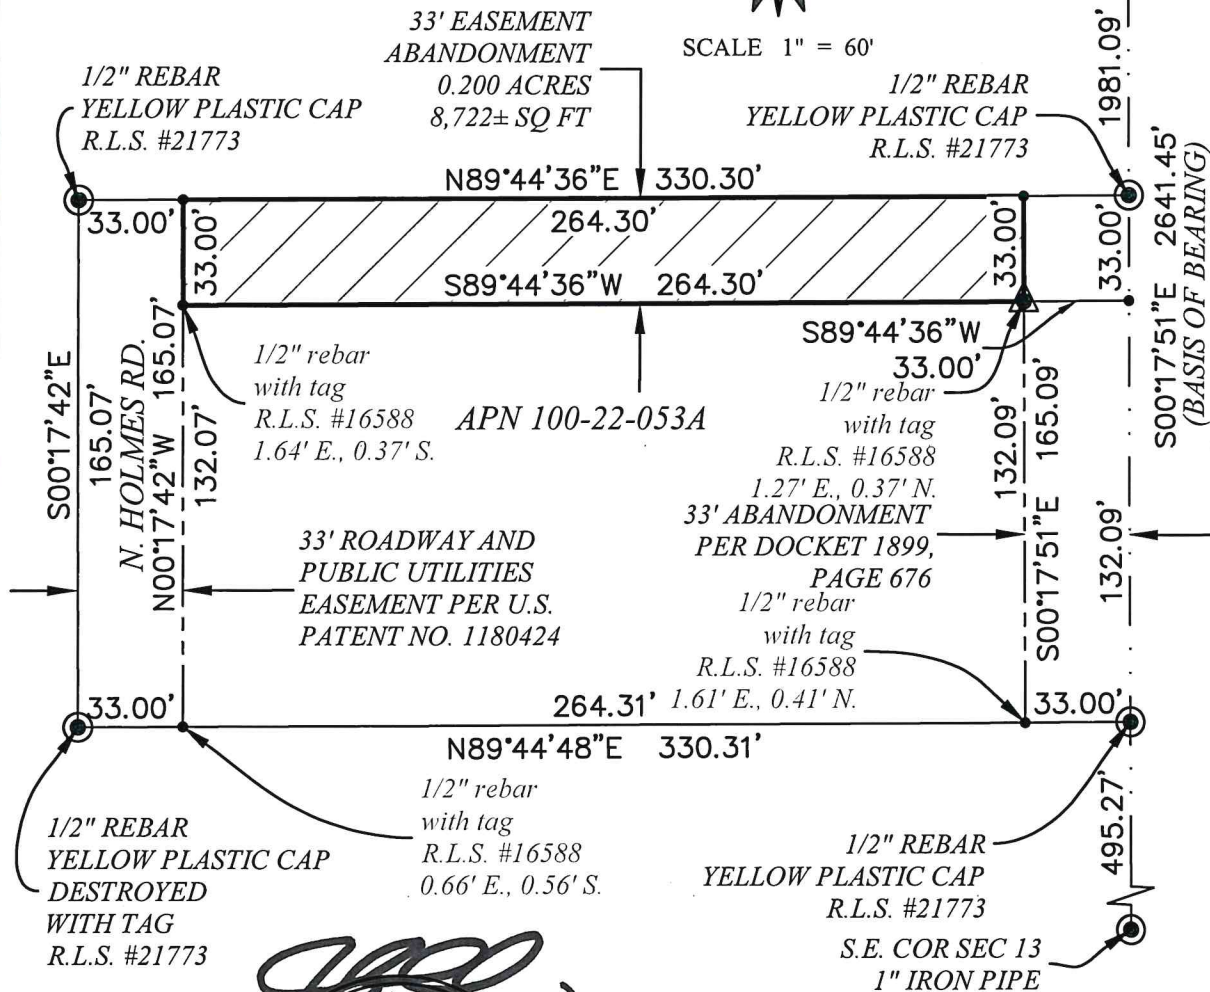 33' EASEMENT
ABANDONMENT
0.200 ACRES
8,722± SQ FT
SCALE 1" = 60'
1/2" REBAR
YELLOW PLASTIC CAP
R.L.S. #21773
1/2" REBAR
YELLOW PLASTIC CAP
R.L.S. #21773
1981.09'
S00°17'51"E 2641.45'
(BASIS OF BEARING)
N89°44'36"E 330.30'
33.00'
264.30'
33.00'
33.00'
33.00'
S89°44'36"W 264.30'
S89°44'36"W
33.00'
1/2" rebar
with tag
R.L.S. #16588
1.64' E., 0.37' S.
APN 100-22-053A
1/2" rebar
with tag
R.L.S. #16588
1.27' E., 0.37' N.
S00°17'42"E
165.07'
N. HOLMES RD.
N00°17'42"W 165.07'
132.07'
33' ROADWAY AND
PUBLIC UTILITIES
EASEMENT PER U.S.
PATENT NO. 1180424
33' ABANDONMENT
PER DOCKET 1899,
PAGE 676
132.09'
S00°17'51"E 165.09'
132.09'
1/2" rebar
with tag
R.L.S. #16588
1.61' E., 0.41' N.
33.00'
264.31'
33.00'
N89°44'48"E 330.31'
1/2" rebar
with tag
R.L.S. #16588
0.66' E., 0.56' S.
1/2" REBAR
YELLOW PLASTIC CAP
DESTROYED
WITH TAG
R.L.S. #21773
1/2" REBAR
YELLOW PLASTIC CAP
R.L.S. #21773
495.27'
S.E. COR SEC 13
1" IRON PIPE